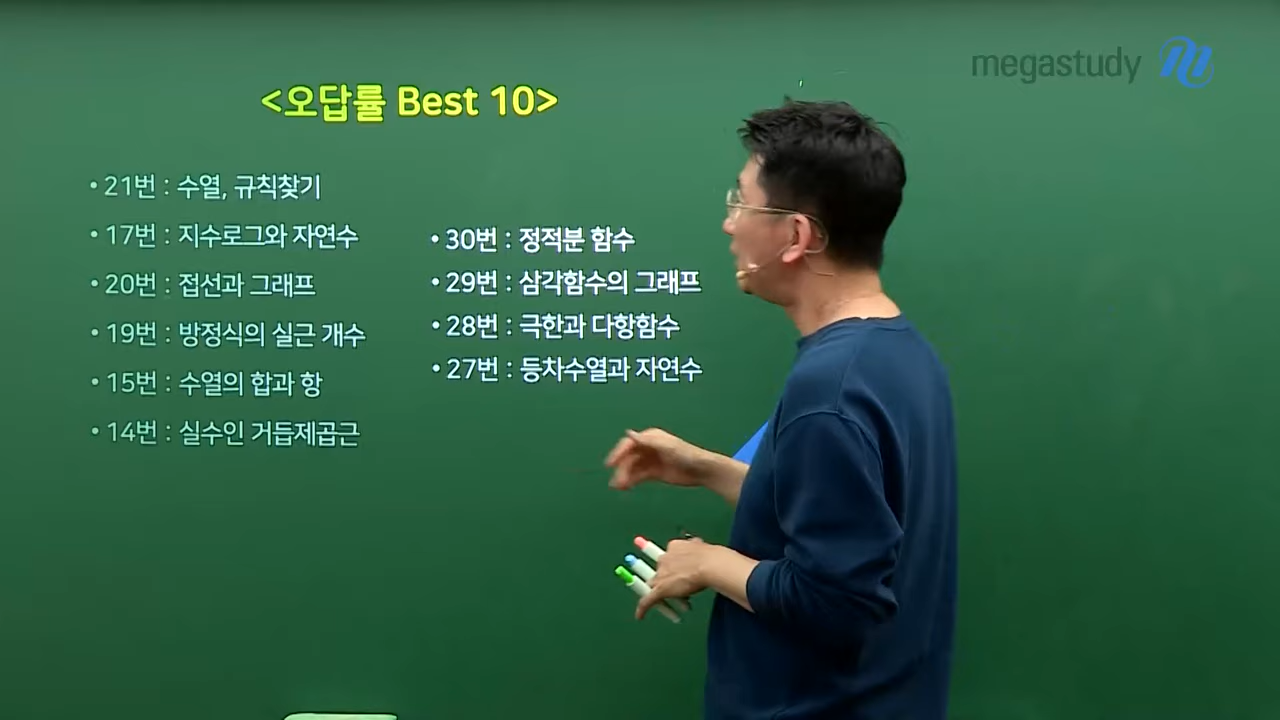 megastudy
<오답률 Best 10>
• 21번 : 수열, 규칙찾기
• 17번 : 지수로그와 자연수
• 20번 : 접선과 그래프
• 19번 : 방정식의 실근 개수
• 15번 : 수열의 합과 항
• 14번 : 실수인 거듭제곱근
• 30번 : 정적분 함수
• 29번 : 삼각함수의 그래프
• 28번 : 극한과 다항함수
• 27번 : 등차수열과 자연수